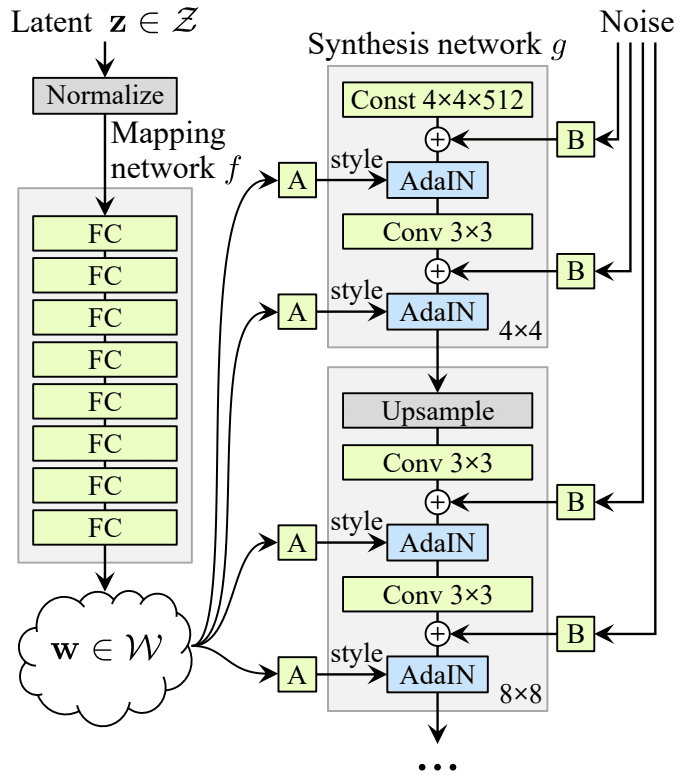 Latent z ∈ 𝒵
Normalize
Mapping
network f
FC
FC
FC
FC
FC
FC
FC
FC
w ∈ 𝒲
Synthesis network g
Noise
Const 4×4×512
B
style
A
AdaIN
Conv 3×3
B
style
A
AdaIN
4×4
Upsample
Conv 3×3
B
style
A
AdaIN
Conv 3×3
B
style
A
AdaIN
8×8
...